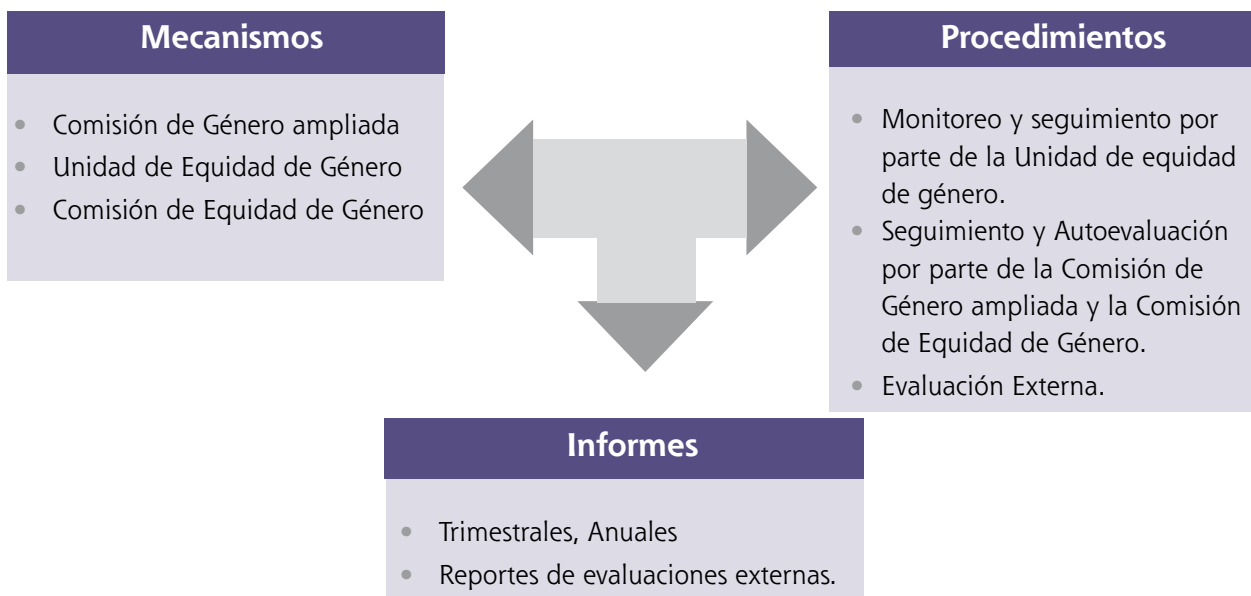 Mecanismos
• Comisión de Género ampliada
• Unidad de Equidad de Género
• Comisión de Equidad de Género
Procedimientos
• Monitoreo y seguimiento por
parte de la Unidad de equidad
de género.
• Seguimiento y Autoevaluación
por parte de la Comisión de
Género ampliada y la Comisión
de Equidad de Género.
• Evaluación Externa.
Informes
• Trimestrales, Anuales
• Reportes de evaluaciones externas.